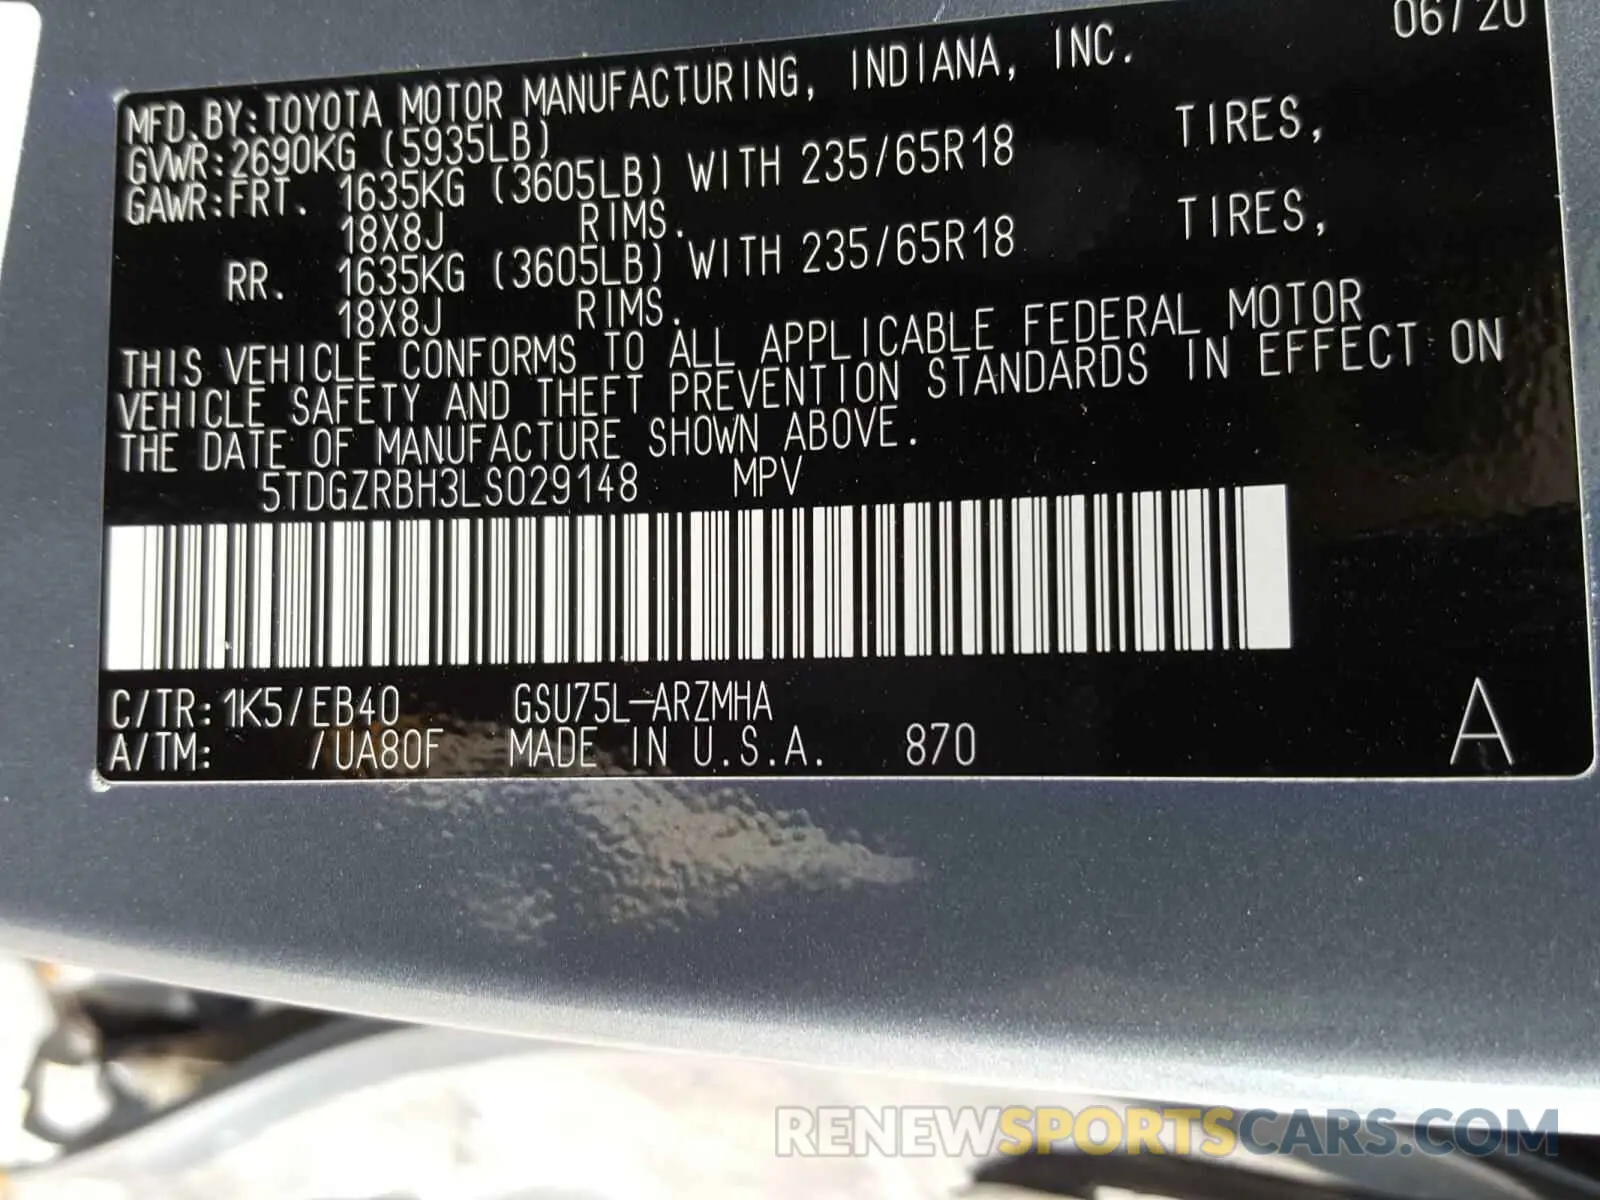 06/20
MFD.BY:TOYOTA MOTOR MANUFACTURING, INDIANA, INC.
GVWR:2690KG (5935LB)
GAWR:FRT. 1635KG (3605LB) WITH 235/65R18 TIRES,
18X8J RIMS.
RR. 1635KG (3605LB) WITH 235/65R18 TIRES,
18X8J RIMS.
THIS VEHICLE CONFORMS TO ALL APPLICABLE FEDERAL MOTOR
VEHICLE SAFETY AND THEFT PREVENTION STANDARDS IN EFFECT ON
THE DATE OF MANUFACTURE SHOWN ABOVE.
5TDGZRBH3LS029148 MPV
C/TR:1K5/EB40 GSU75L-ARZMHA
A/TM: /UA80F MADE IN U.S.A. 870 A
RENEWSPORTSCARS.COM